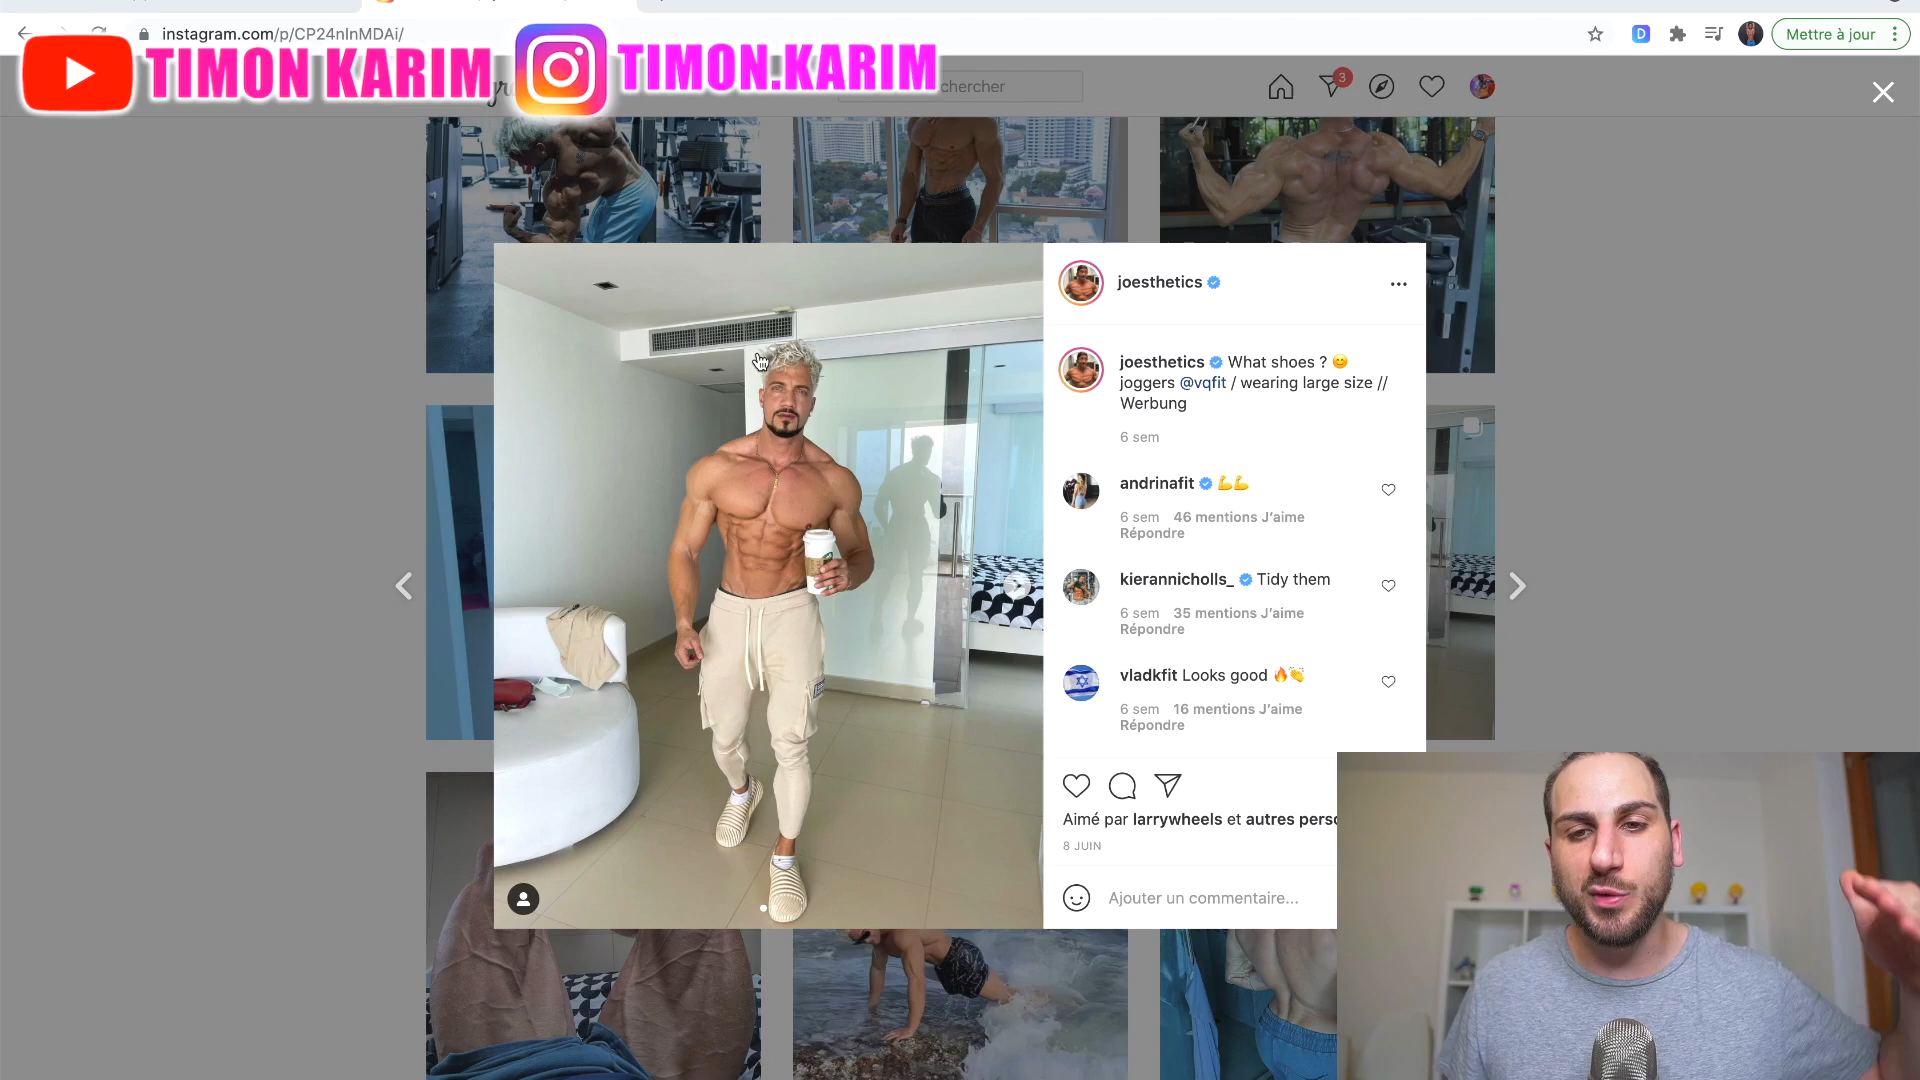 instagram.com/p/CP24nInMDAi/
Mettre à jour
TIMON KARIM
TIMON.KARIM
chercher
3
joesthetics
joesthetics What shoes ? 😊
joggers @vqfit / wearing large size //
Werbung
6 sem
andrinafit 💪💪
6 sem 46 mentions J’aime
Répondre
kierannicholls_ Tidy them
6 sem 35 mentions J’aime
Répondre
vladkfit Looks good 🔥👏
6 sem 16 mentions J’aime
Répondre
Aimé par larrywheels et autres perso
8 JUIN
Ajouter un commentaire...